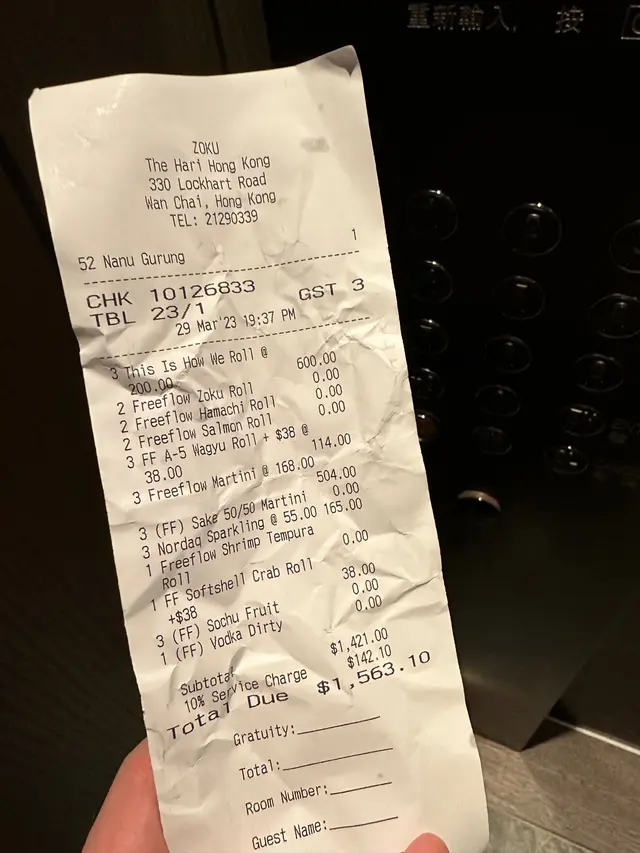 重新輸入, 按
ZOKU
The Hari Hong Kong
330 Lockhart Road
Wan Chai, Hong Kong
TEL: 21290339
52 Nanu Gurung 1
CHK 10126833 GST 3
TBL 23/1
29 Mar'23 19:37 PM
3 This Is How We Roll @ 600.00
200.00
2 Freeflow Zoku Roll 0.00
2 Freeflow Hamachi Roll 0.00
2 Freeflow Salmon Roll 0.00
3 FF A-5 Wagyu Roll + $38 @ 114.00
38.00
3 Freeflow Martini @ 168.00 504.00
3 (FF) Sake 50/50 Martini 0.00
3 Nordaq Sparkling @ 55.00 165.00
1 Freeflow Shrimp Tempura 0.00
Roll
1 FF Softshell Crab Roll 38.00
+$38
3 (FF) Sochu Fruit 0.00
1 (FF) Vodka Dirty 0.00
Subtotal $1,421.00
10% Service Charge $142.10
Total Due $1,563.10
Gratuity:
Total:
Room Number:
Guest Name: